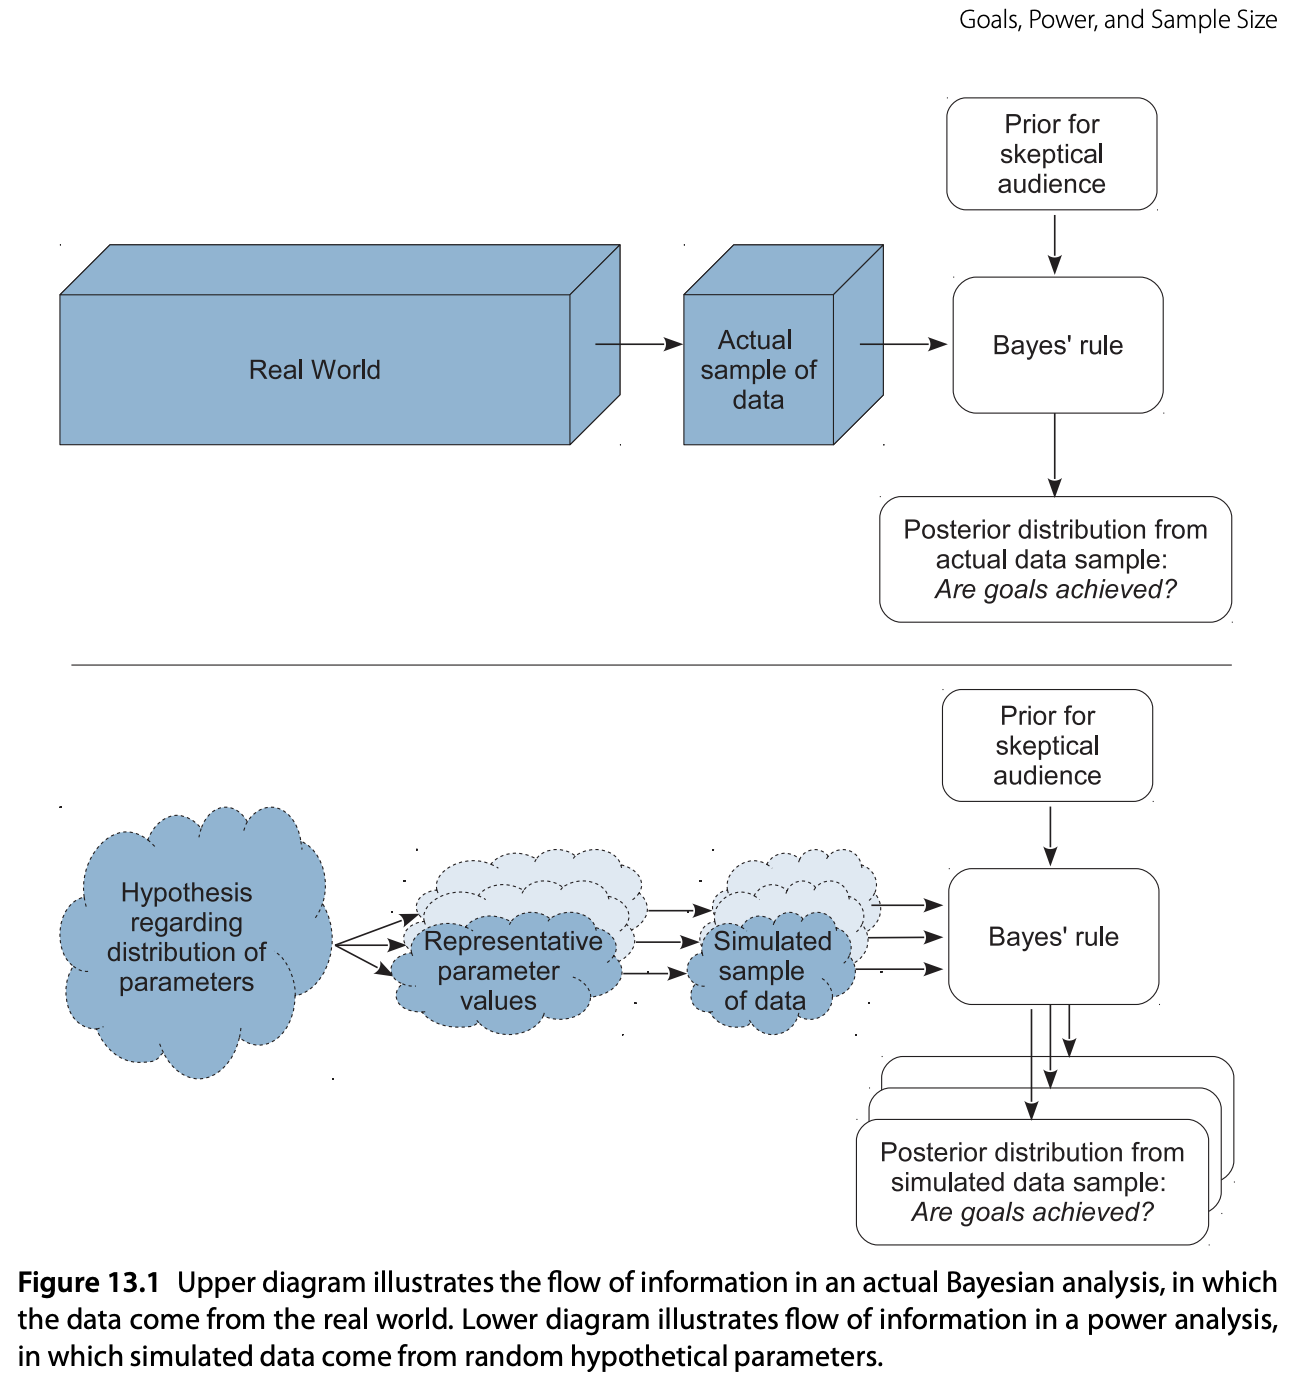 Goals, Power, and Sample Size
Prior for
skeptical
audience
Real World
Actual
sample of
data
Bayes' rule
Posterior distribution from
actual data sample:
Are goals achieved?
Prior for
skeptical
audience
Hypothesis
regarding
distribution of
parameters
Representative
parameter
values
Simulated
sample
of data
Bayes' rule
Posterior distribution from
simulated data sample:
Are goals achieved?
Figure 13.1 Upper diagram illustrates the flow of information in an actual Bayesian analysis, in which
the data come from the real world. Lower diagram illustrates flow of information in a power analysis,
in which simulated data come from random hypothetical parameters.